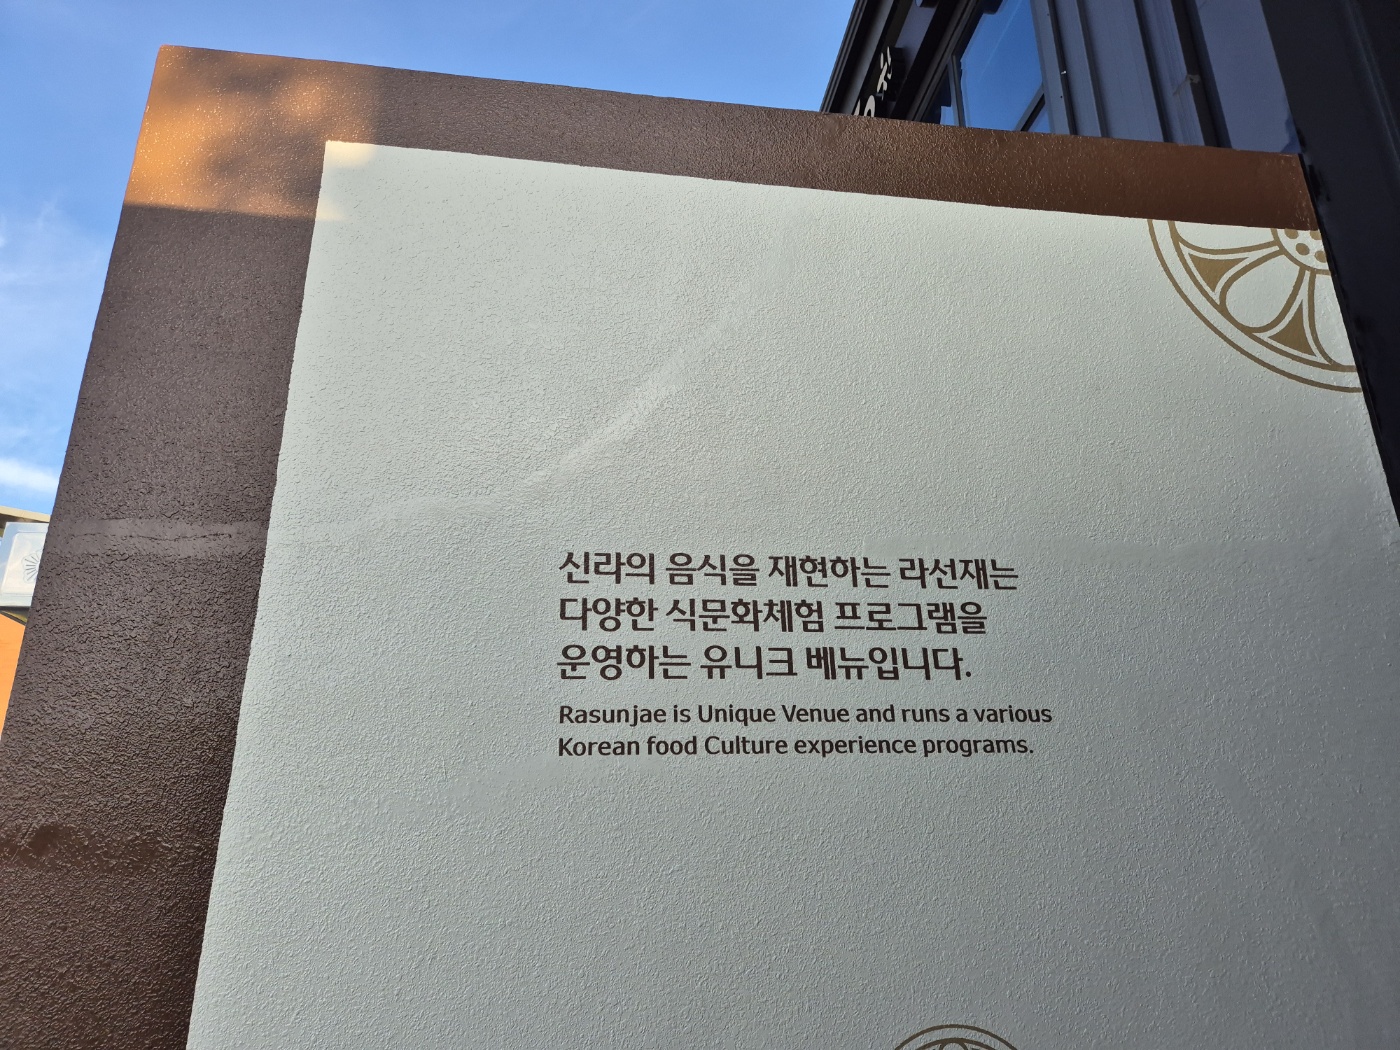 신라의 음식을 재현하는 라선재는
다양한 식문화체험 프로그램을
운영하는 유니크 베뉴입니다.
Rasunjae is Unique Venue and runs a various
Korean food Culture experience programs.